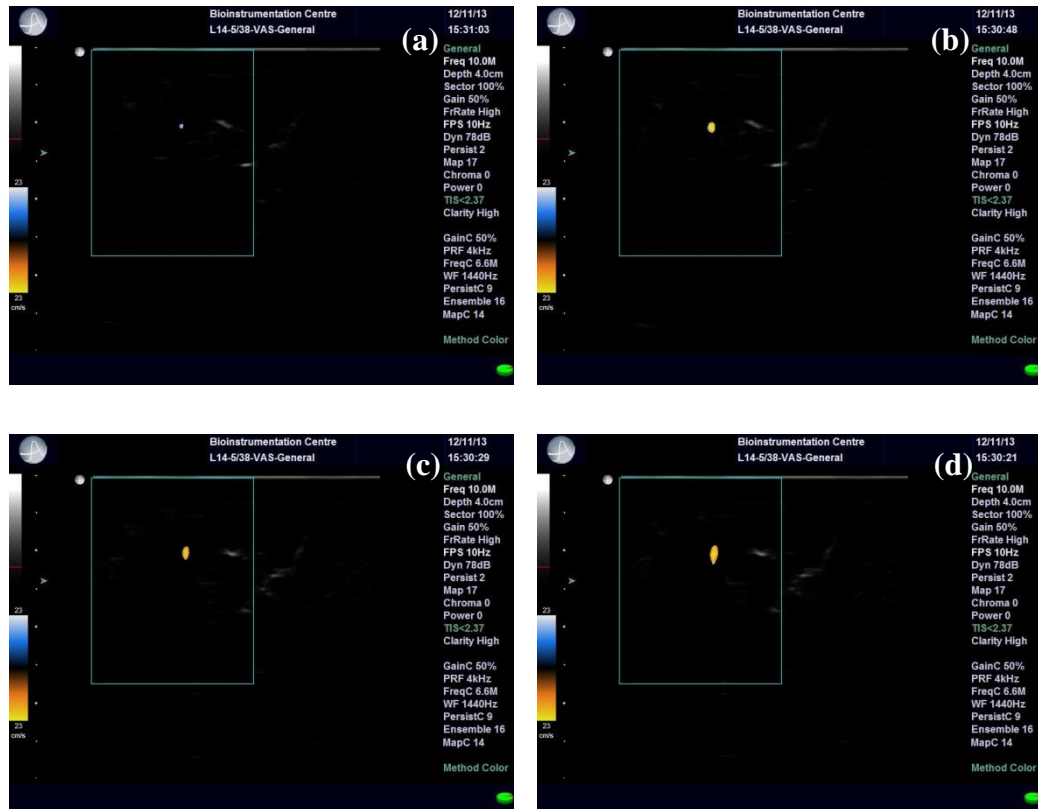 Bioinstrumentation Centre
12/11/13
L14-5/38-VAS-General
15:31:03
(a)
General
Freq 10.0M
Depth 4.0cm
Sector 100%
Gain 50%
FrRate High
FPS 10Hz
Dyn 78dB
Persist 2
Map 17
Chroma 0
Power 0
TIS<2.37
Clarity High
GainC 50%
PRF 4kHz
FreqC 6.6M
WF 1440Hz
PersistC 9
Ensemble 16
MapC 14
Method Color
23
23
cm/s
Bioinstrumentation Centre
12/11/13
L14-5/38-VAS-General
15:30:48
(b)
General
Freq 10.0M
Depth 4.0cm
Sector 100%
Gain 50%
FrRate High
FPS 10Hz
Dyn 78dB
Persist 2
Map 17
Chroma 0
Power 0
TIS<2.37
Clarity High
GainC 50%
PRF 4kHz
FreqC 6.6M
WF 1440Hz
PersistC 9
Ensemble 16
MapC 14
Method Color
23
23
cm/s
Bioinstrumentation Centre
12/11/13
L14-5/38-VAS-General
15:30:29
(c)
General
Freq 10.0M
Depth 4.0cm
Sector 100%
Gain 50%
FrRate High
FPS 10Hz
Dyn 78dB
Persist 2
Map 17
Chroma 0
Power 0
TIS<2.37
Clarity High
GainC 50%
PRF 4kHz
FreqC 6.6M
WF 1440Hz
PersistC 9
Ensemble 16
MapC 14
Method Color
23
23
cm/s
Bioinstrumentation Centre
12/11/13
L14-5/38-VAS-General
15:30:21
(d)
General
Freq 10.0M
Depth 4.0cm
Sector 100%
Gain 50%
FrRate High
FPS 10Hz
Dyn 78dB
Persist 2
Map 17
Chroma 0
Power 0
TIS<2.37
Clarity High
GainC 50%
PRF 4kHz
FreqC 6.6M
WF 1440Hz
PersistC 9
Ensemble 16
MapC 14
Method Color
23
23
cm/s